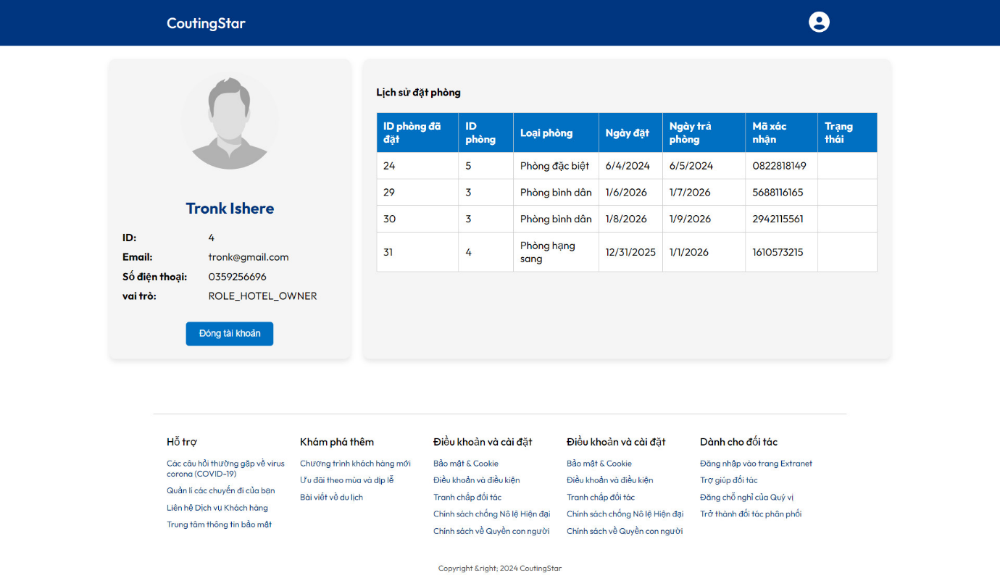 CoutingStar
Tronk Ishere
ID: 4
Email: tronk@gmail.com
Số điện thoại: 0359256696
vai trò: ROLE_HOTEL_OWNER
Đóng tài khoản
Lịch sử đặt phòng
ID phòng đã đặt ID phòng Loại phòng Ngày đặt Ngày trả phòng Mã xác nhận Trạng thái
24 5 Phòng đặc biệt 6/4/2024 6/5/2024 0822818149
29 3 Phòng bình dân 1/6/2026 1/7/2026 5688116165
30 3 Phòng bình dân 1/8/2026 1/9/2026 2942115561
31 4 Phòng hạng sang 12/31/2025 1/1/2026 1610573215
Hỗ trợ
Các câu hỏi thường gặp về virus
corona (COVID-19)
Quản lí các chuyến đi của bạn
Liên hệ Dịch vụ Khách hàng
Trung tâm thông tin bảo mật
Khám phá thêm
Chương trình khách hàng mới
Ưu đãi theo mùa và dịp lễ
Bài viết về du lịch
Điều khoản và cài đặt
Bảo mật & Cookie
Điều khoản và điều kiện
Tranh chấp đối tác
Chính sách chống Nô lệ Hiện đại
Chính sách về Quyền con người
Điều khoản và cài đặt
Bảo mật & Cookie
Điều khoản và điều kiện
Tranh chấp đối tác
Chính sách chống Nô lệ Hiện đại
Chính sách về Quyền con người
Dành cho đối tác
Đăng nhập vào trang Extranet
Trợ giúp đối tác
Đăng chỗ nghỉ của Quý vị
Trở thành đối tác phân phối
Copyright &right; 2024 CoutingStar